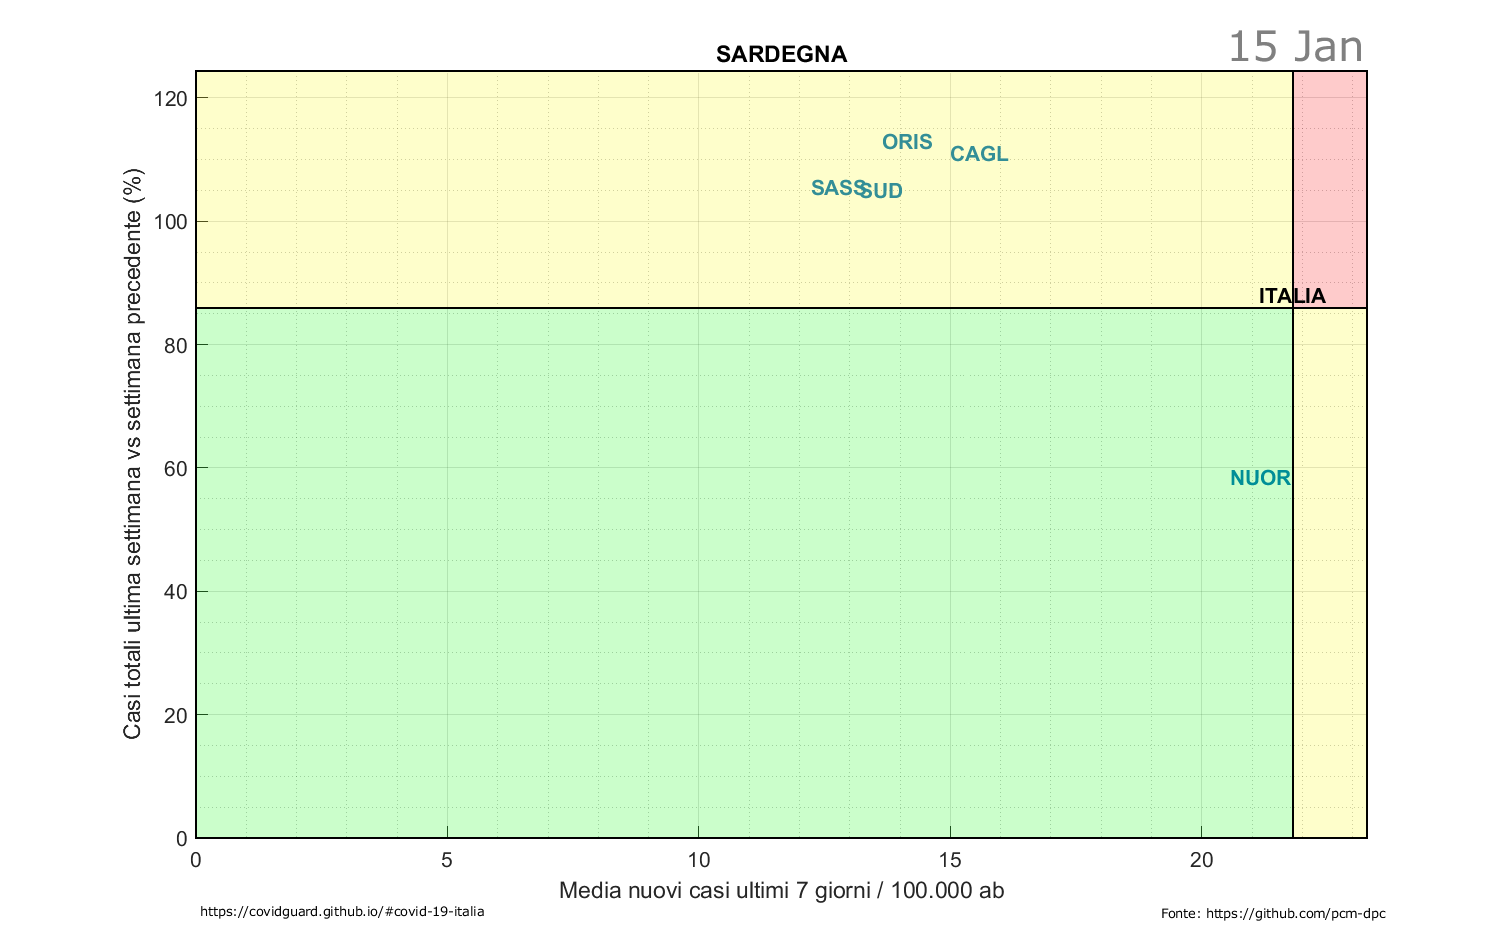 15 Jan
SARDEGNA
120
100
80
60
40
20
0
Casi totali ultima settimana vs settimana precedente (%)
ORIS
CAGL
SASS
SUD
ITALIA
NUOR
0 5 10 15 20
Media nuovi casi ultimi 7 giorni / 100.000 ab
https://covidguard.github.io/#covid-19-italia
Fonte: https://github.com/pcm-dpc